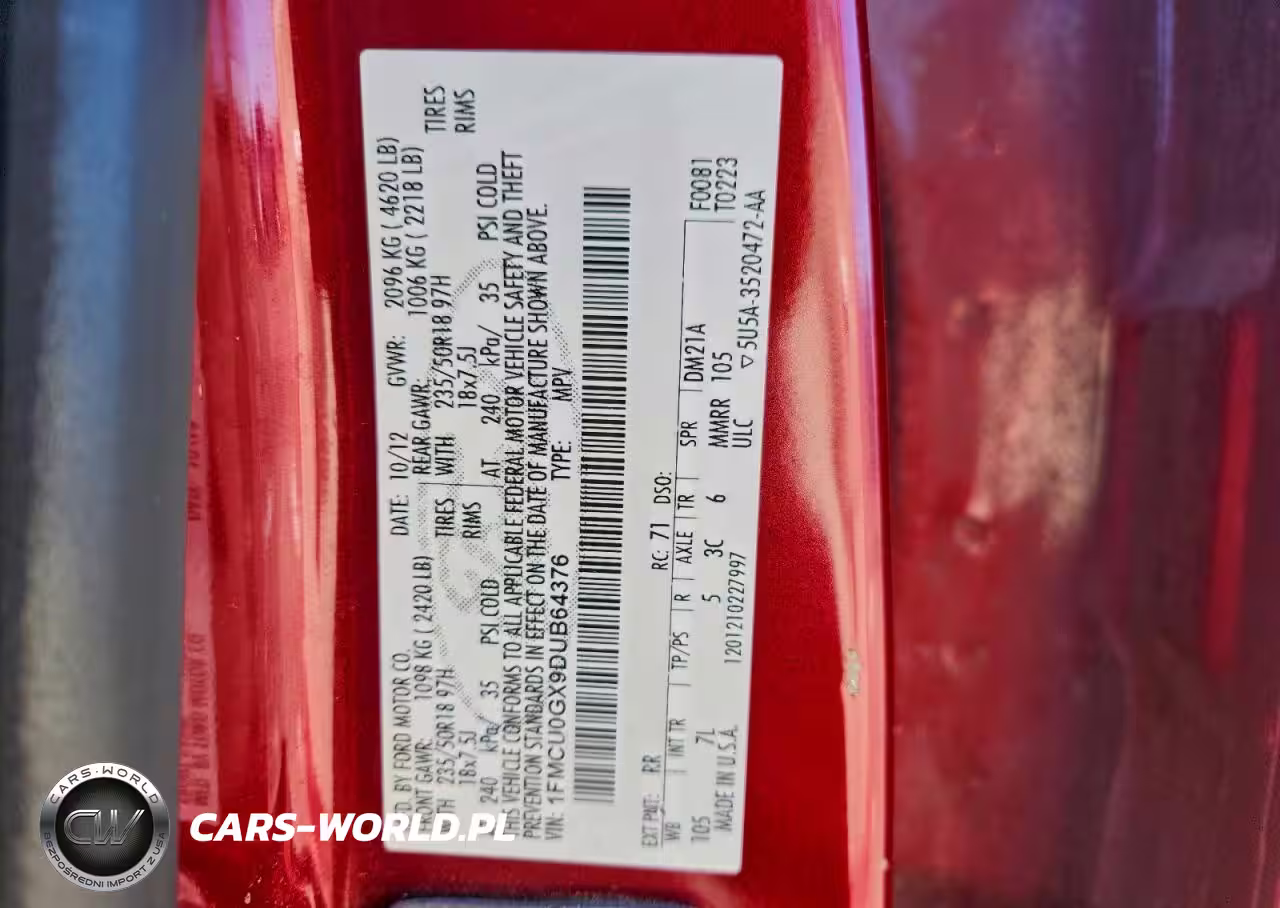 MFD. BY FORD MOTOR CO.
DATE: 10/12 GVWR: 2096 KG ( 4620 LB)
FRONT GAWR: 1098 KG ( 2420 LB) REAR GAWR: 1006 KG ( 2218 LB)
WITH 235/50R18 97H TIRES WITH 235/50R18 97H TIRES
18x7.5J RIMS 18x7.5J RIMS
AT 240 kPa/ 35 PSI COLD AT 240 kPa/ 35 PSI COLD
THIS VEHICLE CONFORMS TO ALL APPLICABLE FEDERAL MOTOR VEHICLE SAFETY AND THEFT
PREVENTION STANDARDS IN EFFECT ON THE DATE OF MANUFACTURE SHOWN ABOVE.
VIN: 1FMCU0GX9DUB64376 TYPE: MPV
EXT PNT: RR RC: 71 DSO:
WB INT TR TP/PS R AXLE TR SPR DM21A F0081
105 7L 5 3C 6 MMRR 105 T0223
MADE IN U.S.A. 1201210227997 ULC
5U5A-3520472-AA
CARS-WORLD
CW
BEZPOŚREDNI IMPORT Z USA
CARS-WORLD.PL